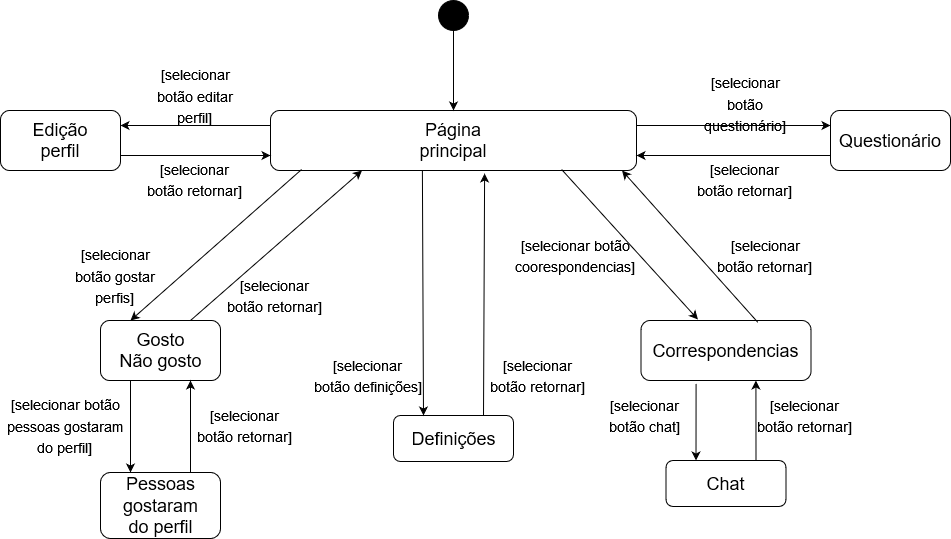 [selecionar
botão editar
perfil]
[selecionar
botão
questionário]
Edição
perfil
Página
principal
Questionário
[selecionar
botão retornar]
[selecionar
botão retornar]
[selecionar
botão gostar
perfis]
[selecionar
botão retornar]
[selecionar botão
coorespondencias]
[selecionar
botão retornar]
Gosto
Não gosto
Correspondencias
[selecionar
botão definições]
[selecionar
botão retornar]
[selecionar botão
pessoas gostaram
do perfil]
[selecionar
botão retornar]
[selecionar
botão chat]
[selecionar
botão retornar]
Definições
Pessoas
gostaram
do perfil
Chat